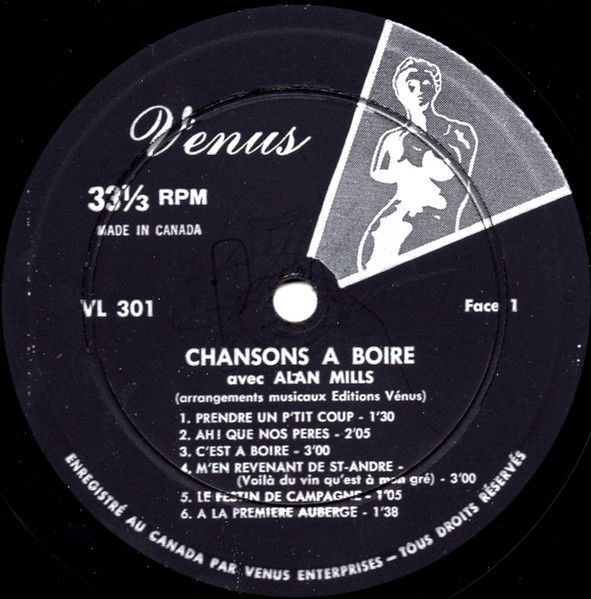 Venus
33⅓ RPM
MADE IN CANADA
VL 301
Face 1
CHANSONS A BOIRE
avec ALAN MILLS
(arrangements musicaux Editions Vénus)
1. PRENDRE UN P'TIT COUP - 1'30
2. AH! QUE NOS PERES - 2'05
3. C'EST A BOIRE - 3'00
4. M'EN REVENANT DE ST-ANDRE -
(Voilà du vin qu'est à mon gré) - 3'00
5. LE FESTIN DE CAMPAGNE - 1'05
6. A LA PREMIERE AUBERGE - 1'38
ENREGISTRÉ AU CANADA PAR VENUS ENTERPRISES — TOUS DROITS RÉSERVÉS